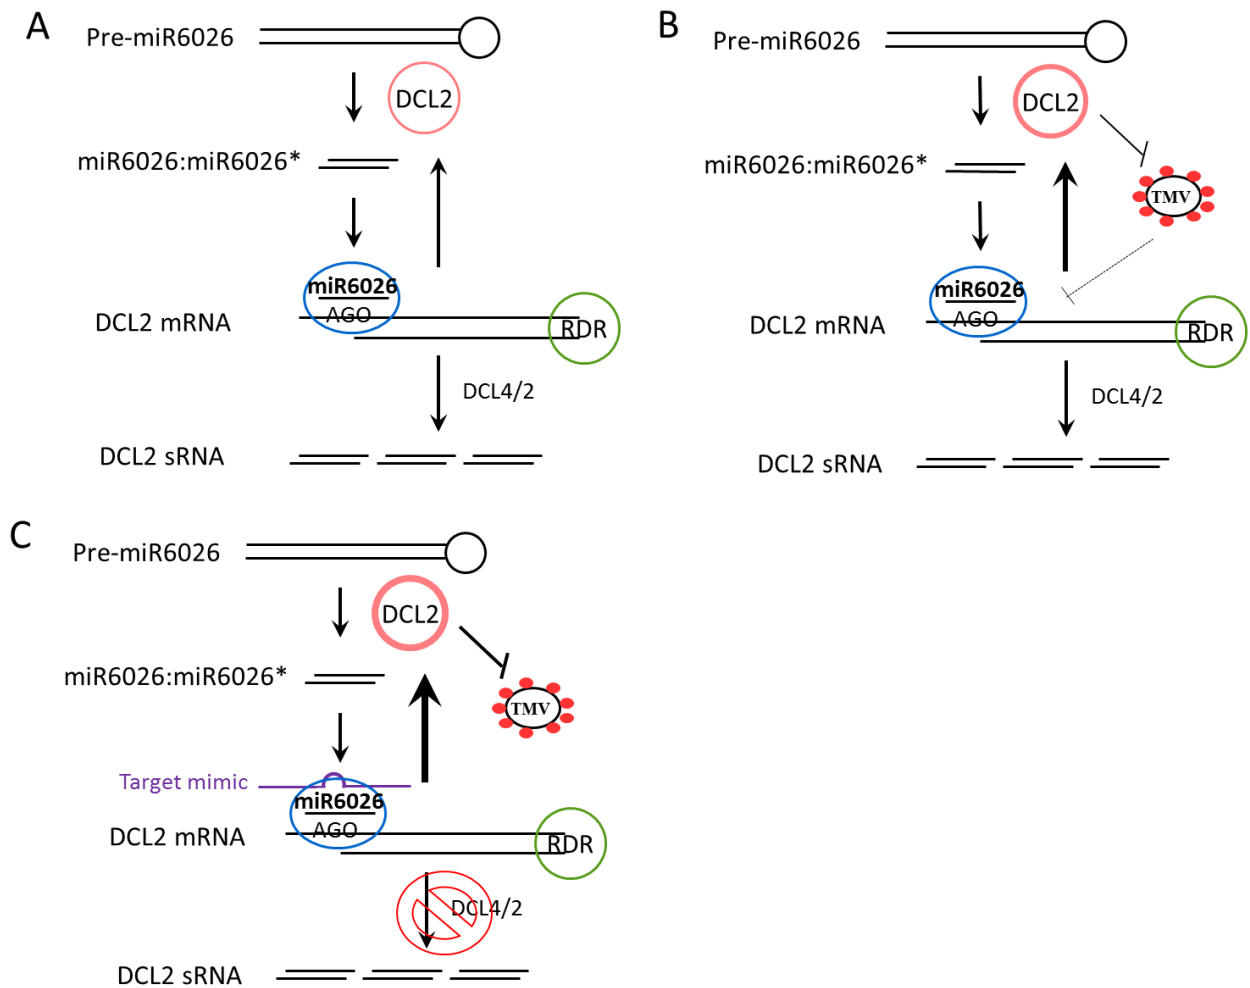 A
Pre-miR6026
DCL2
miR6026:miR6026*
miR6026
AGO
DCL2 mRNA
RDR
DCL4/2
DCL2 sRNA
B
Pre-miR6026
DCL2
miR6026:miR6026*
TMV
miR6026
AGO
DCL2 mRNA
RDR
DCL4/2
DCL2 sRNA
C
Pre-miR6026
DCL2
miR6026:miR6026*
TMV
Target mimic
miR6026
AGO
DCL2 mRNA
RDR
DCL4/2
DCL2 sRNA